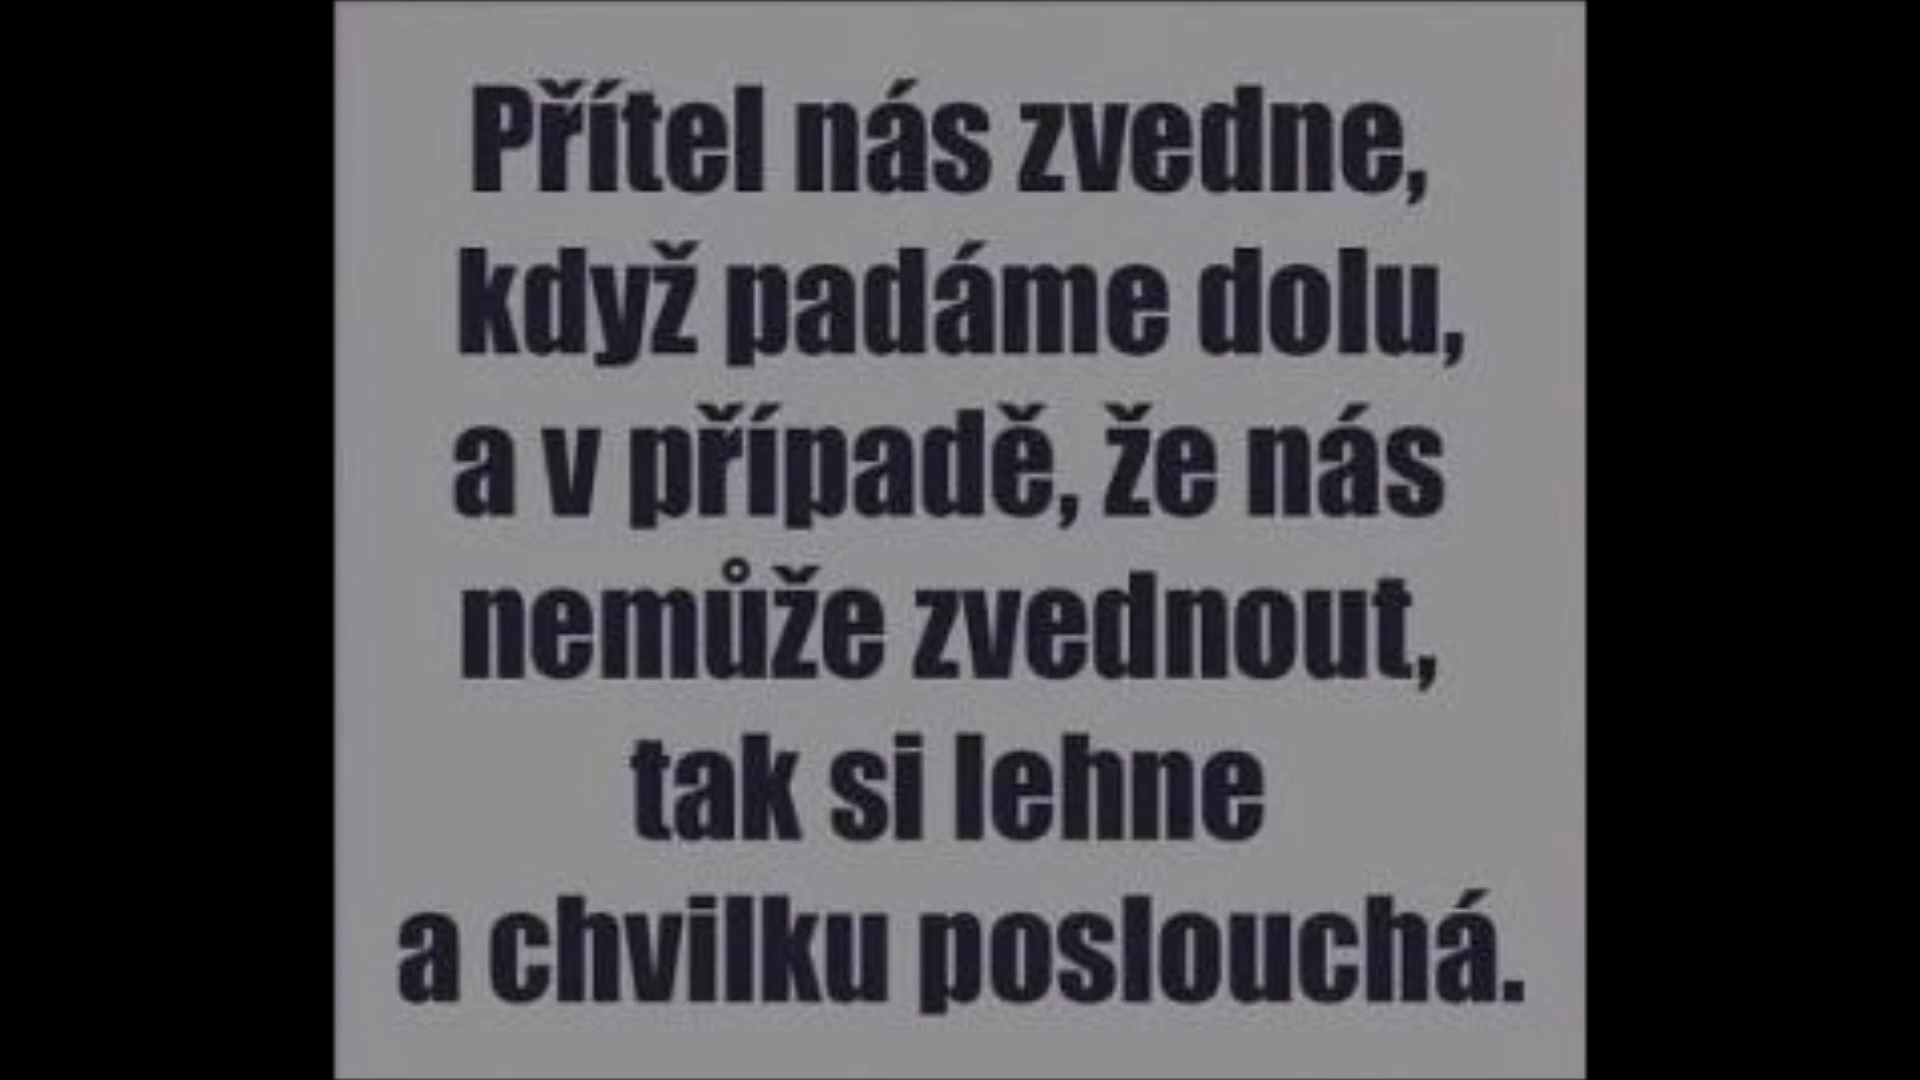 Přítel nás zvedne,
když padáme dolu,
a v případě, že nás
nemůže zvednout,
tak si lehne
a chvilku poslouchá.